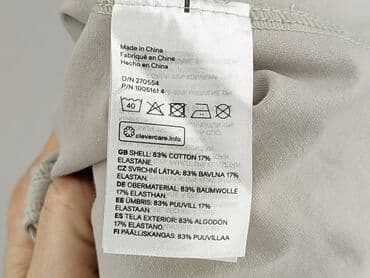 Made in China
Fabriqué en Chine
Hecho en China
O/N 270554
P/N 1005161 4
40
clevercare.info
GB SHELL: 83% COTTON 17%
ELASTANE.
CZ SVRCHNÍ LÁTKA: 83% BAVLNA 17%
ELASTAN.
DE OBERMATERIAL: 83% BAUMWOLLE
17% ELASTHAN.
EE ÜMBRIS: 83% PUUVILL 17%
ELASTAAN.
ES TELA EXTERIOR: 83% ALGODÓN
17% ELASTANO.
FI PÄÄLLISKANGAS: 83% PUUVILLAA